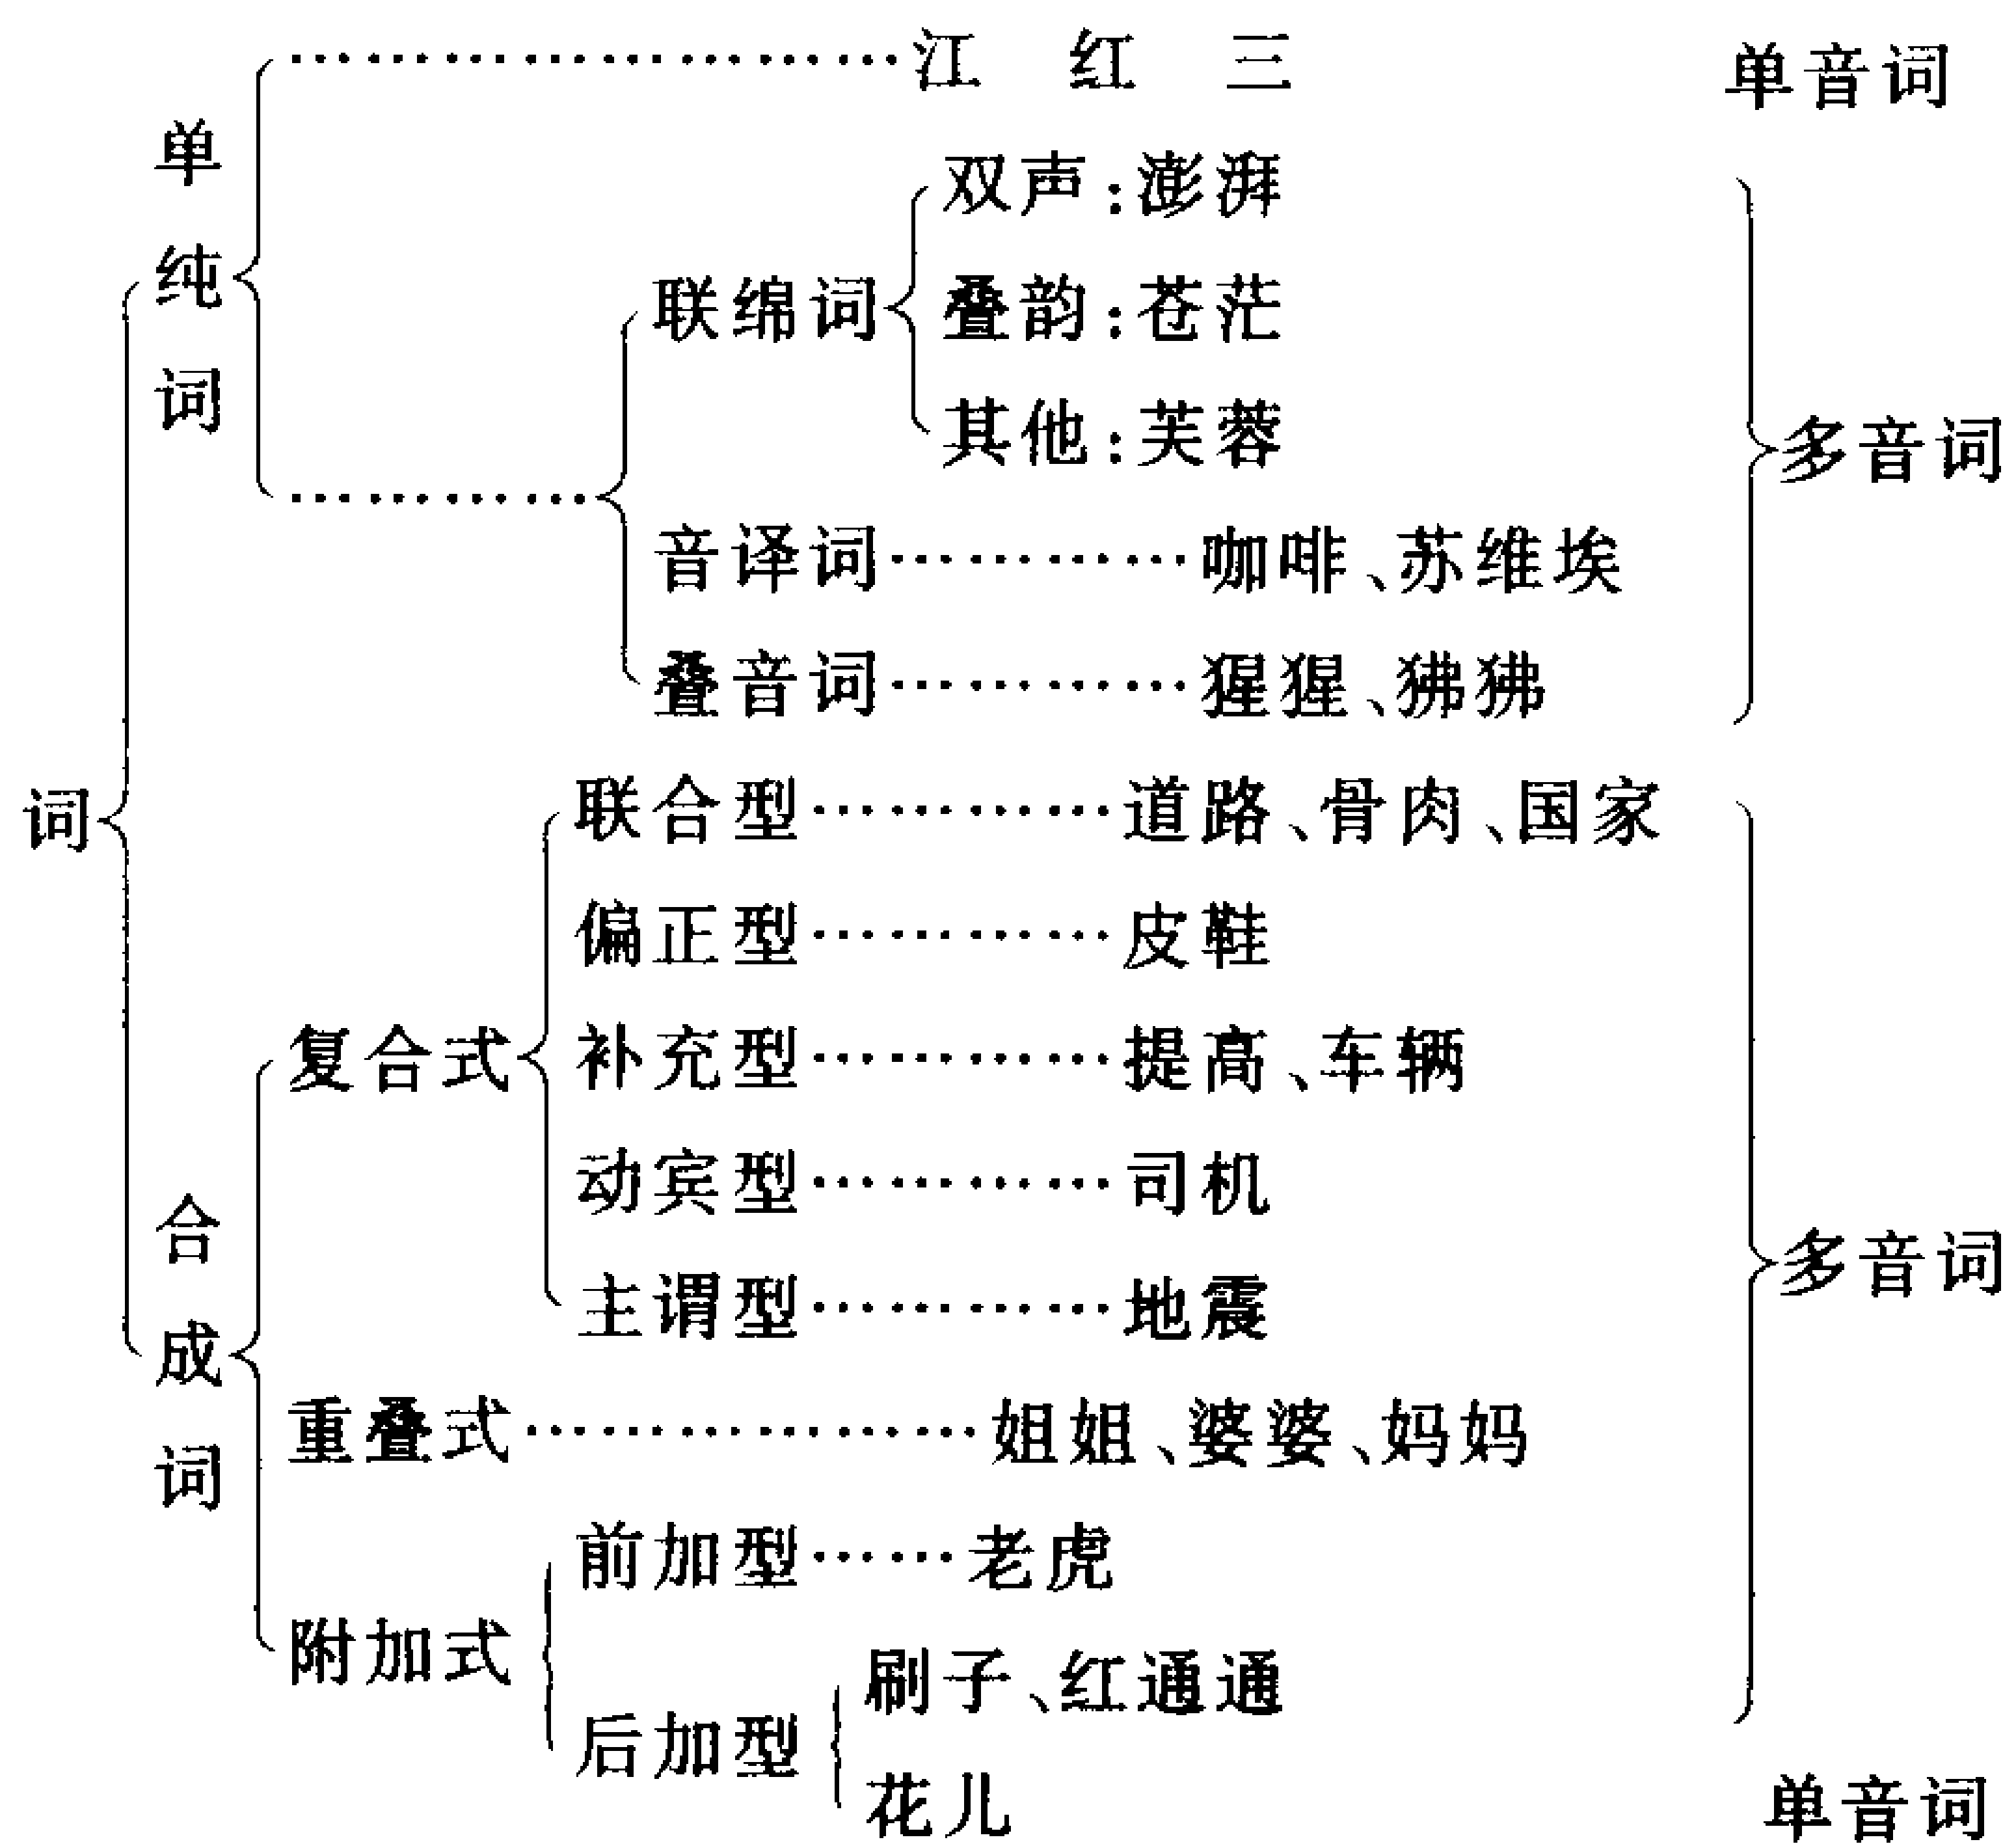 江 红 三 单音词
单纯词
双声:澎湃
联绵词 叠韵:苍茫
其他:芙蓉
多音词
音译词…………咖啡、苏维埃
叠音词…………猩猩、狒狒
词
联合型…………道路、骨肉、国家
偏正型…………皮鞋
复合式 补充型…………提高、车辆
动宾型…………司机
多音词
主谓型…………地震
合成词
重叠式………………姐姐、婆婆、妈妈
前加型……老虎
附加式
刷子、红通通
后加型
花儿 单音词